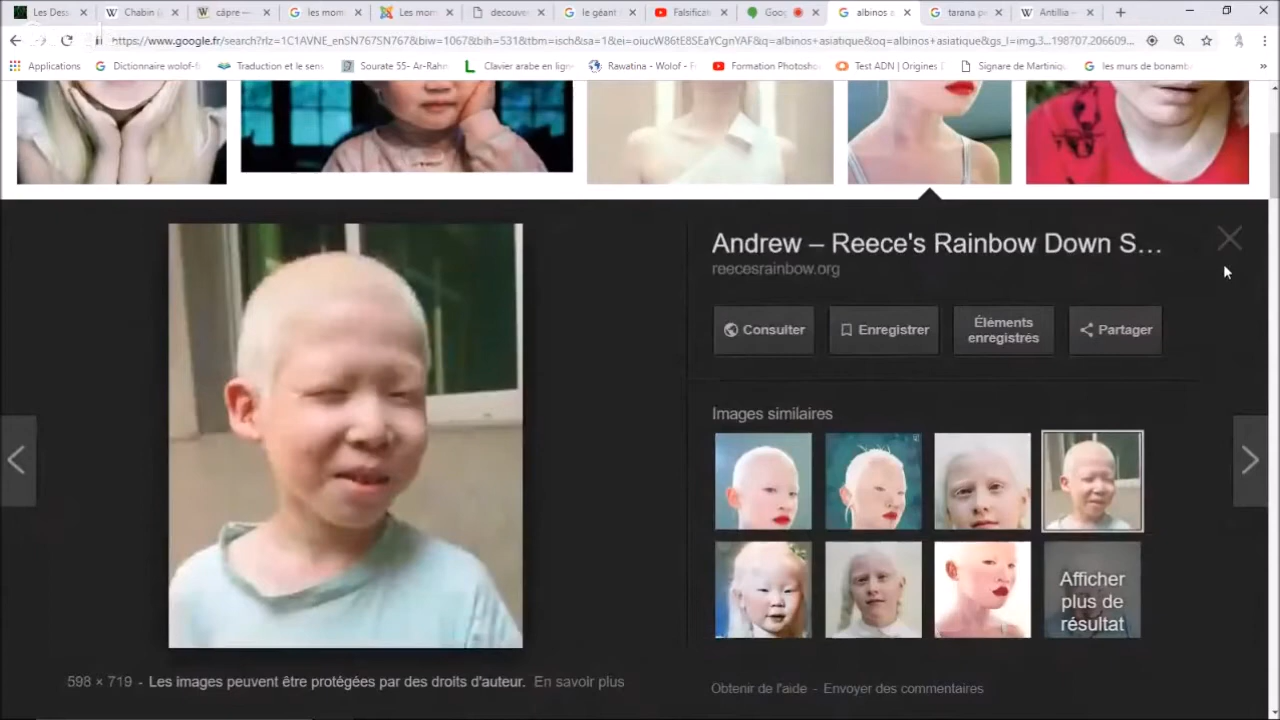 Les Dess
Chabin (
câpre —
les mom
Les mom
decouve
le géant
Falsificat
Goog
albinos a
tarana p
Antillia –
https://www.google.fr/search?rlz=1C1AVNE_enSN767SN767&biw=1067&bih=531&tbm=isch&sa=1&ei=oiucW86tE8SEaYCgnYAF&q=albinos+asiatique&oq=albinos+asiatique&gs_l=img.3...198707.206609...
Applications
Dictionnaire wolof-f
Traduction et le sens
Sourate 55- Ar-Rahn
Clavier arabe en lign
Rawatina - Wolof - F
Formation Photosh
Test ADN | Origines
Signare de Martiniq
les murs de bonamb
Andrew – Reece's Rainbow Down S...
reecesrainbow.org
Consulter
Enregistrer
Éléments
enregistrés
Partager
Images similaires
Afficher
plus de
résultat
598 × 719 - Les images peuvent être protégées par des droits d'auteur. En savoir plus
Obtenir de l'aide - Envoyer des commentaires